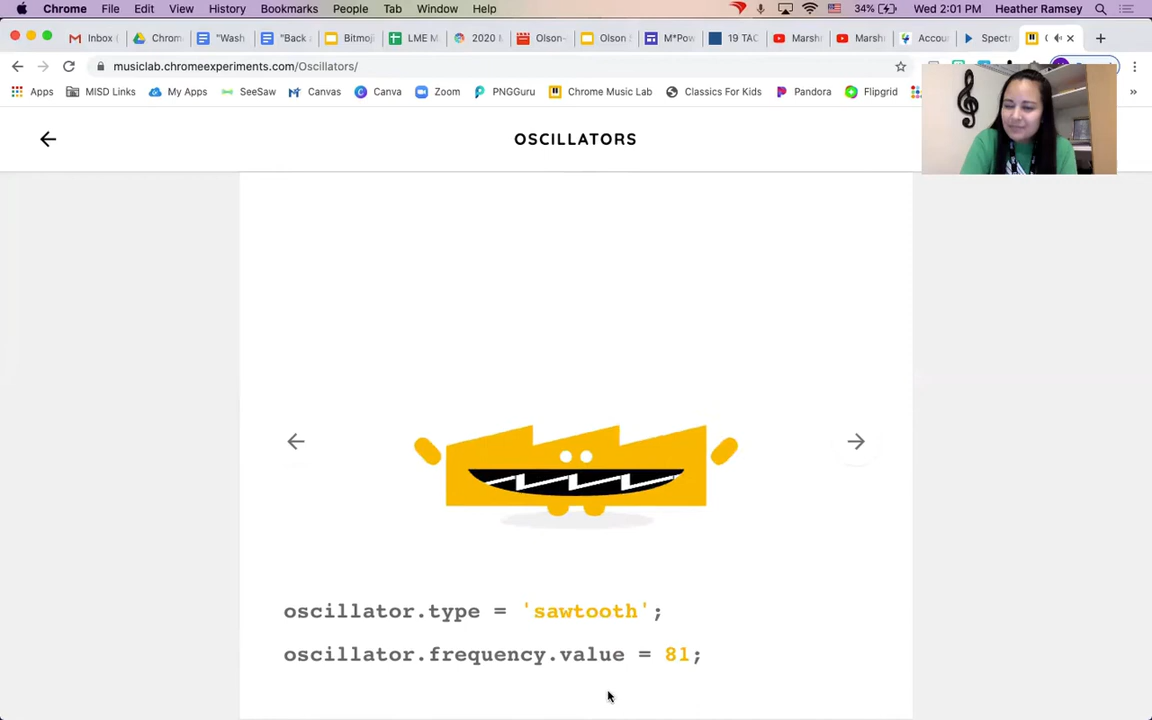 Chrome File Edit View History Bookmarks People Tab Window Help 34% Wed 2:01 PM Heather Ramsey
Inbox ( Chrom "Wash "Back a Bitmoji LME M 2020 M Olson- Olson S M*Pow 19 TAC Marsh Marsh Accou Spectr
musiclab.chromeexperiments.com/Oscillators/
Apps MISD Links My Apps SeeSaw Canvas Canva Zoom PNGGuru Chrome Music Lab Classics For Kids Pandora Flipgrid
OSCILLATORS
oscillator.type = 'sawtooth';
oscillator.frequency.value = 81;